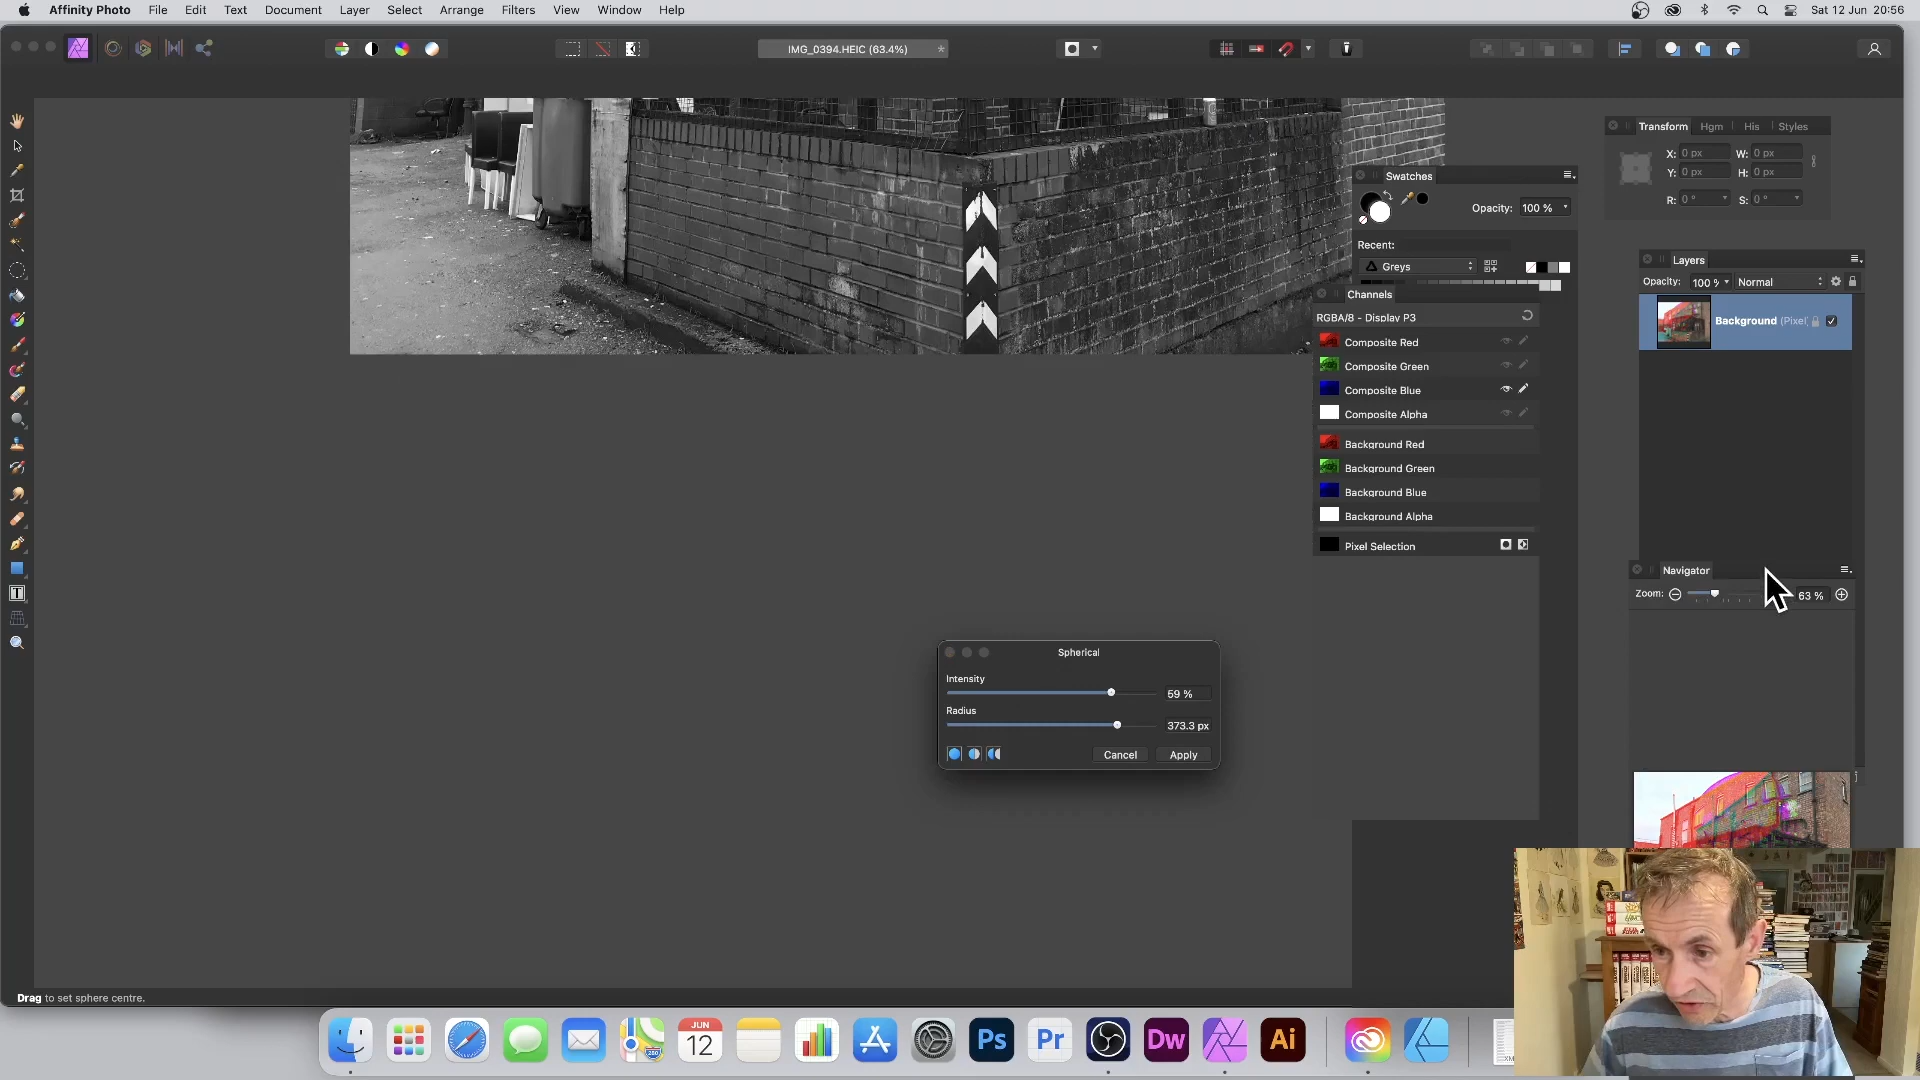 Affinity Photo File Edit Text Document Layer Select Arrange Filters View Window Help Sat 12 Jun 20:56
IMG_0394.HEIC (63.4%) *
Transform Hgm His Styles
X: 0 px W: 0 px
Y: 0 px H: 0 px
R: 0 ° S: 0 °
Swatches
Opacity: 100 %
Recent:
Greys
Layers
Opacity: 100 % Normal
Background (Pixel)
Channels
RGBA/8 - Display P3
Composite Red
Composite Green
Composite Blue
Composite Alpha
Background Red
Background Green
Background Blue
Background Alpha
Pixel Selection
Navigator
Zoom: 63 %
Spherical
Intensity
59 %
Radius
373.3 px
Cancel Apply
Drag to set sphere centre.
JUN
12
280
Ps Pr Dw Ai